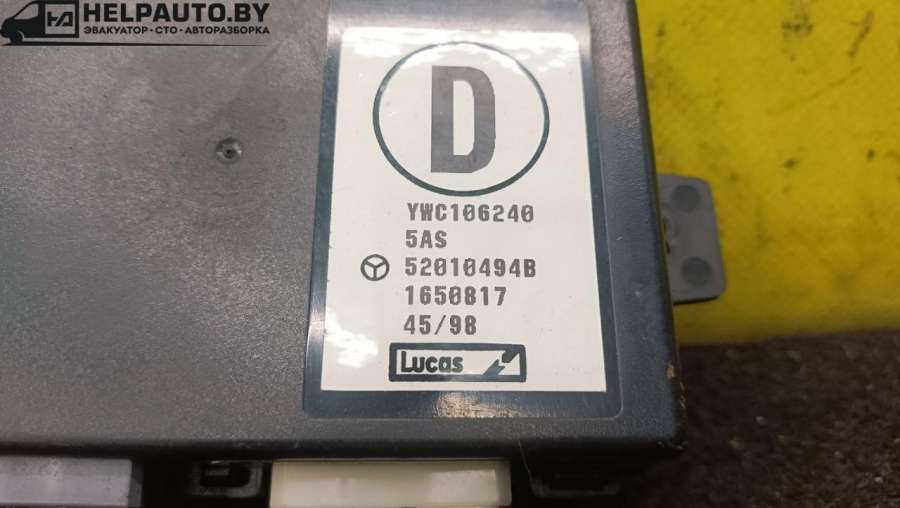 HELPAUTO.BY
ЭВАКУАТОР • СТО • АВТОРАЗБОРКА
D
YWC106240
5AS
52010494B
1650817
45/98
Lucas